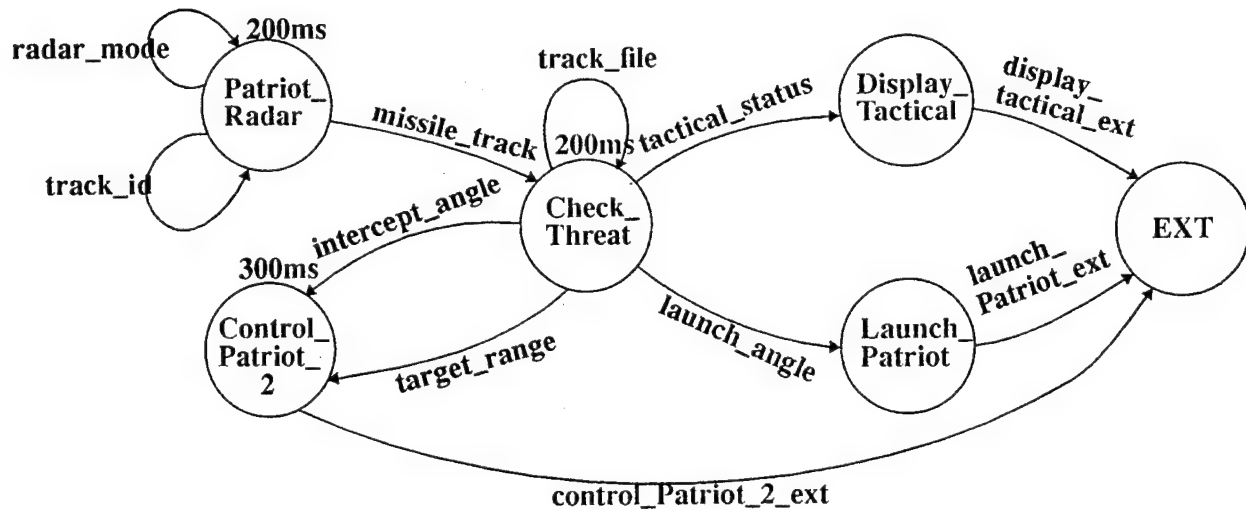 200ms
radar_mode
Patriot_
Radar
track_id
missile_track
track_file
200ms
Check_
Threat
tactical_status
Display_
Tactical
display_
tactical_ext
EXT
intercept_angle
300ms
Control_
Patriot_
2
target_range
launch_angle
Launch_
Patriot
launch_
Patriot_ext
control_Patriot_2_ext